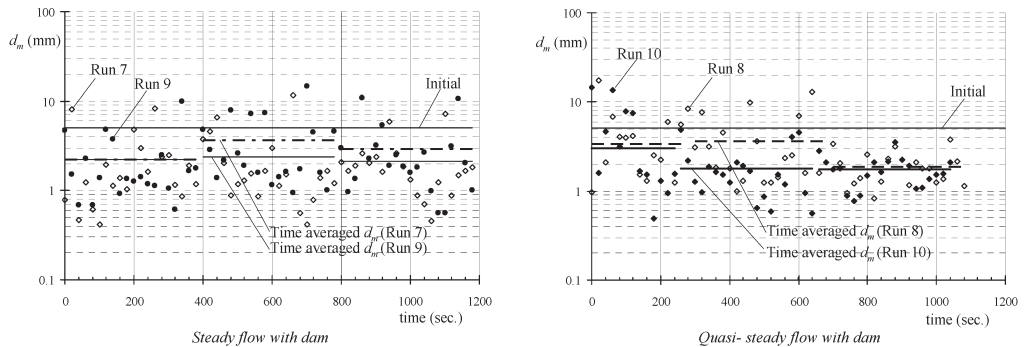 100
d_m (mm)
Run 7
Run 9
Initial
10
1
Time averaged d_m (Run 7)
Time averaged d_m (Run 9)
0.1
0 200 400 600 800 1000 1200
time (sec.)
Steady flow with dam
100
d_m (mm)
Run 10
Run 8
Initial
10
1
Time averaged d_m (Run 8)
Time averaged d_m (Run 10)
0.1
0 200 400 600 800 1000 1200
time (sec.)
Quasi- steady flow with dam